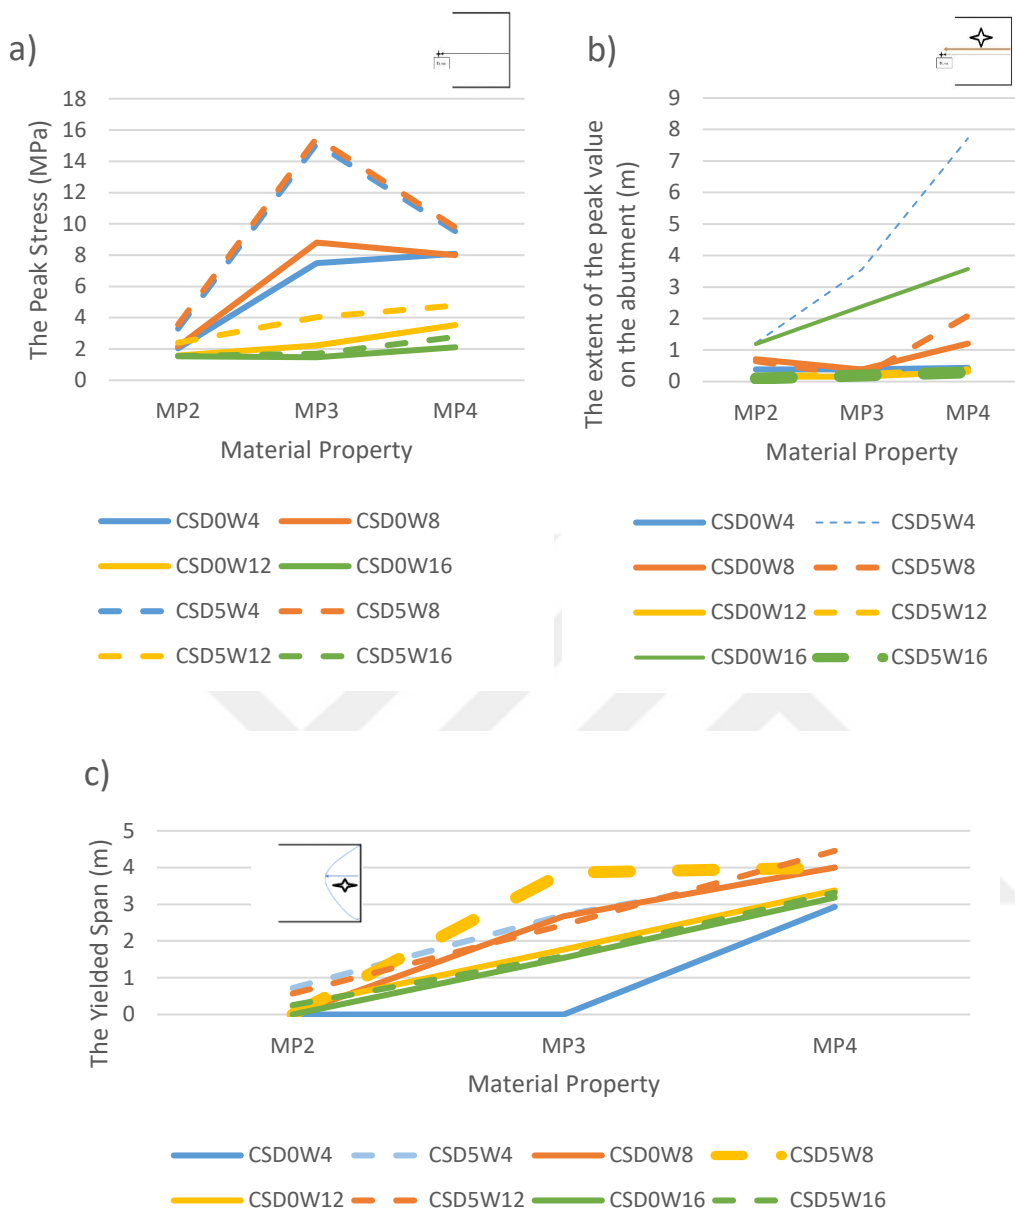 a)
The Peak Stress (MPa)
18
16
14
12
10
8
6
4
2
0
MP2 MP3 MP4
Material Property
CSD0W4 CSD0W8
CSD0W12 CSD0W16
CSD5W4 CSD5W8
CSD5W12 CSD5W16
b)
The extent of the peak value
on the abutment (m)
9
8
7
6
5
4
3
2
1
0
MP2 MP3 MP4
Material Property
CSD0W4 CSD5W4
CSD0W8 CSD5W8
CSD0W12 CSD5W12
CSD0W16 CSD5W16
c)
The Yielded Span (m)
5
4
3
2
1
0
MP2 MP3 MP4
Material Property
CSD0W4 CSD5W4 CSD0W8 CSD5W8
CSD0W12 CSD5W12 CSD0W16 CSD5W16